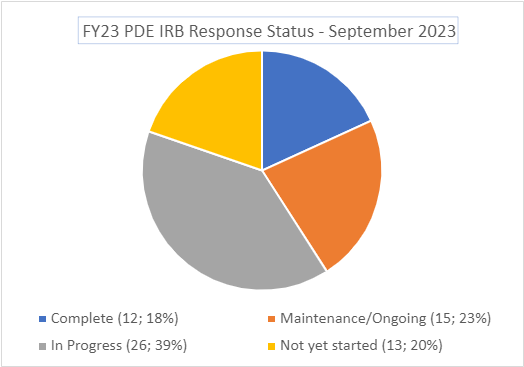 FY23 PDE IRB Response Status - September 2023
Complete (12; 18%) Maintenance/Ongoing (15; 23%)
In Progress (26; 39%) Not yet started (13; 20%)